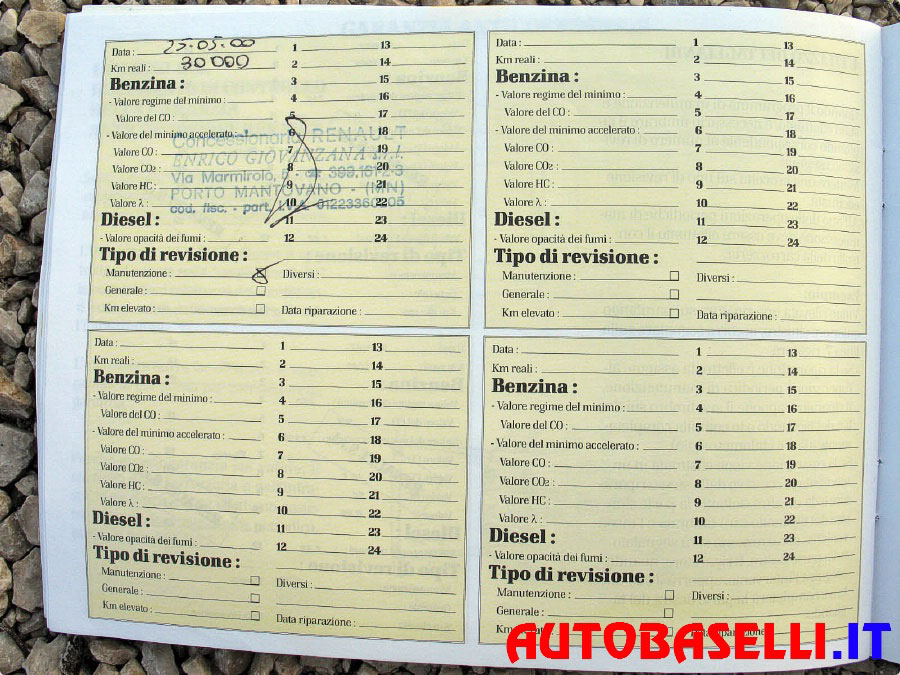 Data : 25-05-00
Km reali : 30000
Benzina :
- Valore regime del minimo :
Valore del CO :
- Valore del minimo accelerato :
Valore CO :
Valore CO2 :
Valore HC :
Valore λ :
Diesel :
- Valore opacità dei fumi :
Tipo di revisione :
Manutenzione :
Generale :
Km elevato :
1
2
3
4
5
6
7
8
9
10
11
12
13
14
15
16
17
18
19
20
21
22
23
24
Diversi :
Data riparazione :
Concessionaria RENAULT
ENRICO GIOVANZANA s.r.l.
Via Marmirolo, - 399.1672-3
PORTO MANTOVANO - (MN)
cod. fisc. - part. I.V.A. 01223360205
Data :
Km reali :
Benzina :
- Valore regime del minimo :
Valore del CO :
- Valore del minimo accelerato :
Valore CO :
Valore CO2 :
Valore HC :
Valore λ :
Diesel :
- Valore opacità dei fumi :
Tipo di revisione :
Manutenzione :
Generale :
Km elevato :
1
2
3
4
5
6
7
8
9
10
11
12
13
14
15
16
17
18
19
20
21
22
23
24
Diversi :
Data riparazione :
Data :
Km reali :
Benzina :
- Valore regime del minimo :
Valore del CO :
- Valore del minimo accelerato :
Valore CO :
Valore CO2 :
Valore HC :
Valore λ :
Diesel :
- Valore opacità dei fumi :
Tipo di revisione :
Manutenzione :
Generale :
Km elevato :
1
2
3
4
5
6
7
8
9
10
11
12
13
14
15
16
17
18
19
20
21
22
23
24
Diversi :
Data riparazione :
Data :
Km reali :
Benzina :
- Valore regime del minimo :
Valore del CO :
- Valore del minimo accelerato :
Valore CO :
Valore CO2 :
Valore HC :
Valore λ :
Diesel :
- Valore opacità dei fumi :
Tipo di revisione :
Manutenzione :
Generale :
Km
1
2
3
4
5
6
7
8
9
10
11
12
13
14
15
16
17
18
19
20
21
22
23
24
Diversi :
Data riparazione :
AUTOBASELLI.IT